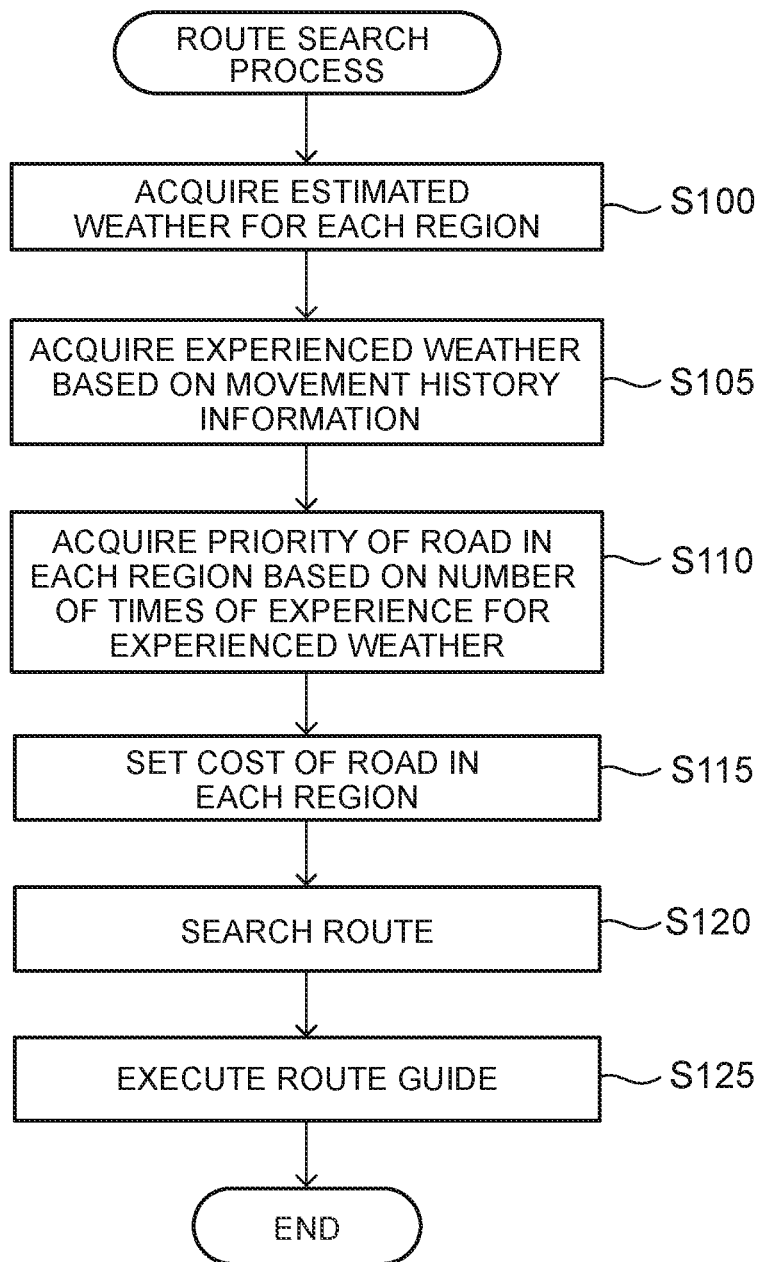 ROUTE SEARCH
PROCESS
ACQUIRE ESTIMATED
WEATHER FOR EACH REGION
S100
ACQUIRE EXPERIENCED WEATHER
BASED ON MOVEMENT HISTORY
INFORMATION
S105
ACQUIRE PRIORITY OF ROAD IN
EACH REGION BASED ON NUMBER
OF TIMES OF EXPERIENCE FOR
EXPERIENCED WEATHER
S110
SET COST OF ROAD IN
EACH REGION
S115
SEARCH ROUTE
S120
EXECUTE ROUTE GUIDE
S125
END